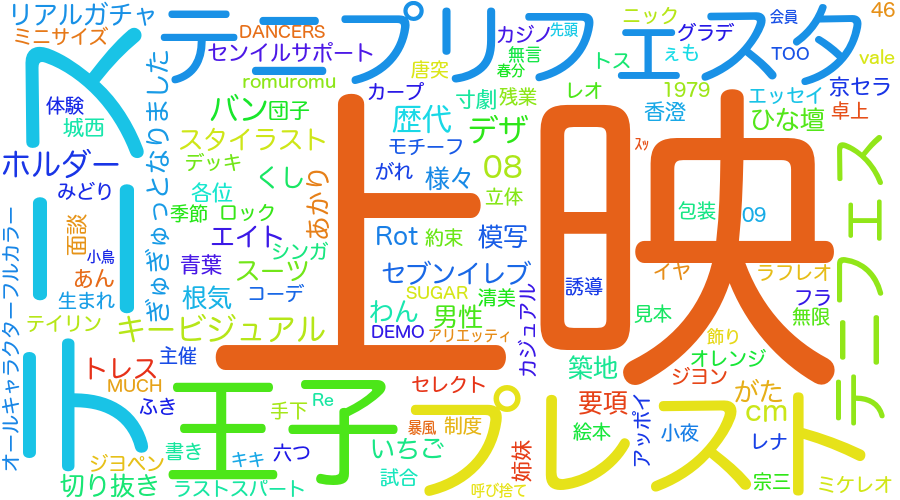 リアルガチャ
ミニサイズ
テニプリフェスタ
DANCERS
センイルサポート
romuromu
カープ
唐突
カジノ
無言
春分
先頭
トス
ニック
グラデ
えも
会員
TOO
46
vale
体験
城西
バン
団子
歴代
寸劇
残業
レオ
1979
エッセイ
京セラ
卓上
香澄
ひな壇
ホルダー
みどり
スタイラスト
デッキ
くし
モチーフ
がれ
様々
デザ
08
立体
ｽｯ
上映
各位
季節
ロック
エイト
シンガ
あかり
Rot
約束
模写
包装
09
面談
小鳥
あん
生まれ
青葉
スーツ
根気
コーデ
セブンイレブ
SUGAR
清美
わん
男性
誘導
イヤ
ラフレオ
フラ
無限
見本
テニフェス
ぎゅぎゅっとなりました
オールキャラクターフルカラー
テイリン
キービジュアル
DEMO
アリエッティ
カジュアル
飾り
オレンジ
ジョン
築地
主催
トレス
MUCH
ふき
王子
手下
Re
セレクト
プレスト
要項
がた
cm
暴風
制度
いちご
姉妹
絵本
アッポイ
小夜
レナ
ジョペン
書き
キキ
六つ
切り抜き
ラストスパート
試合
呼び捨て
宗三
ミケレオ